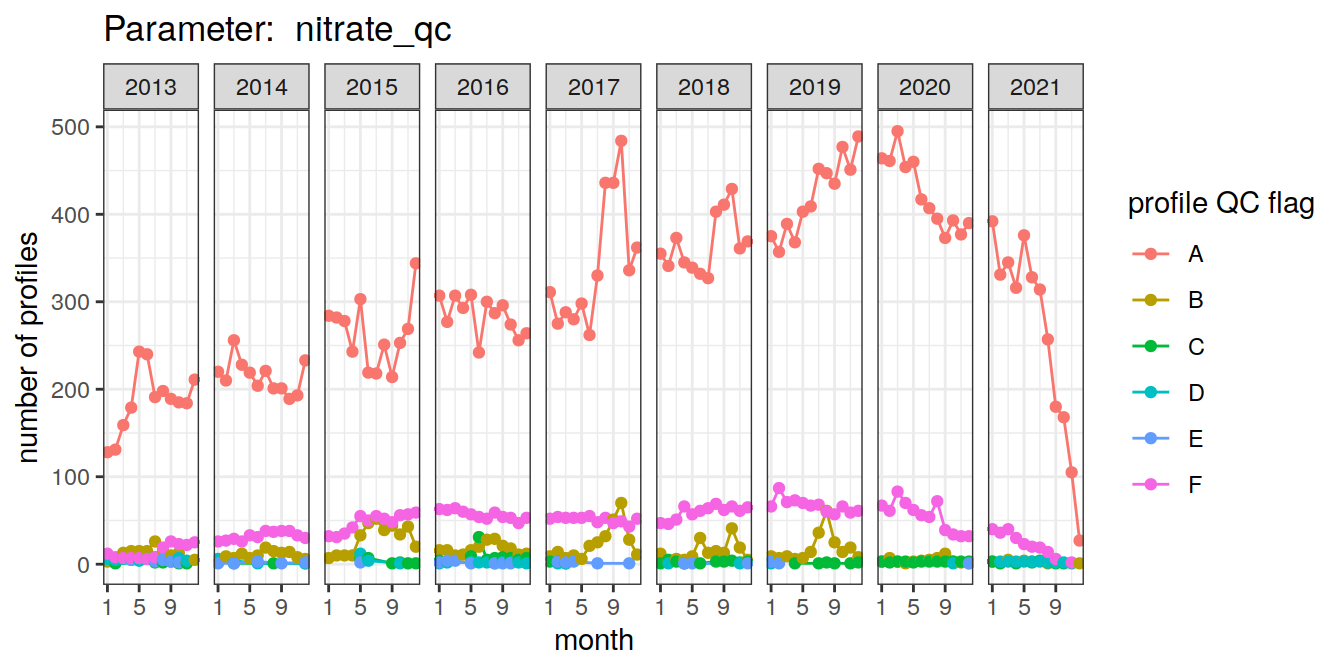 Parameter:  nitrate_qc
2013 2014 2015 2016 2017 2018 2019 2020 2021
number of profiles
500
400
300
200
100
0
1 5 9 1 5 9 1 5 9 1 5 9 1 5 9 1 5 9 1 5 9 1 5 9 1 5 9
month
profile QC flag
A
B
C
D
E
F